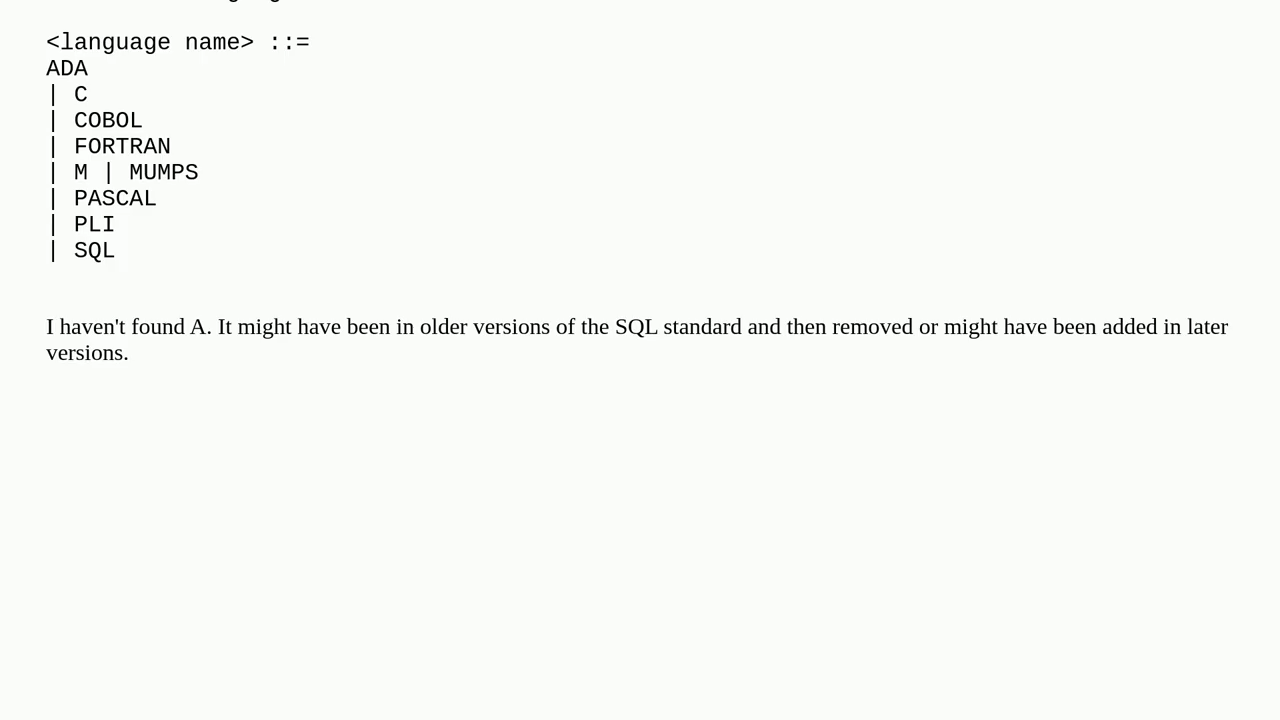 <language name> ::=
ADA
| C
| COBOL
| FORTRAN
| M | MUMPS
| PASCAL
| PLI
| SQL
I haven't found A. It might have been in older versions of the SQL standard and then removed or might have been added in later
versions.